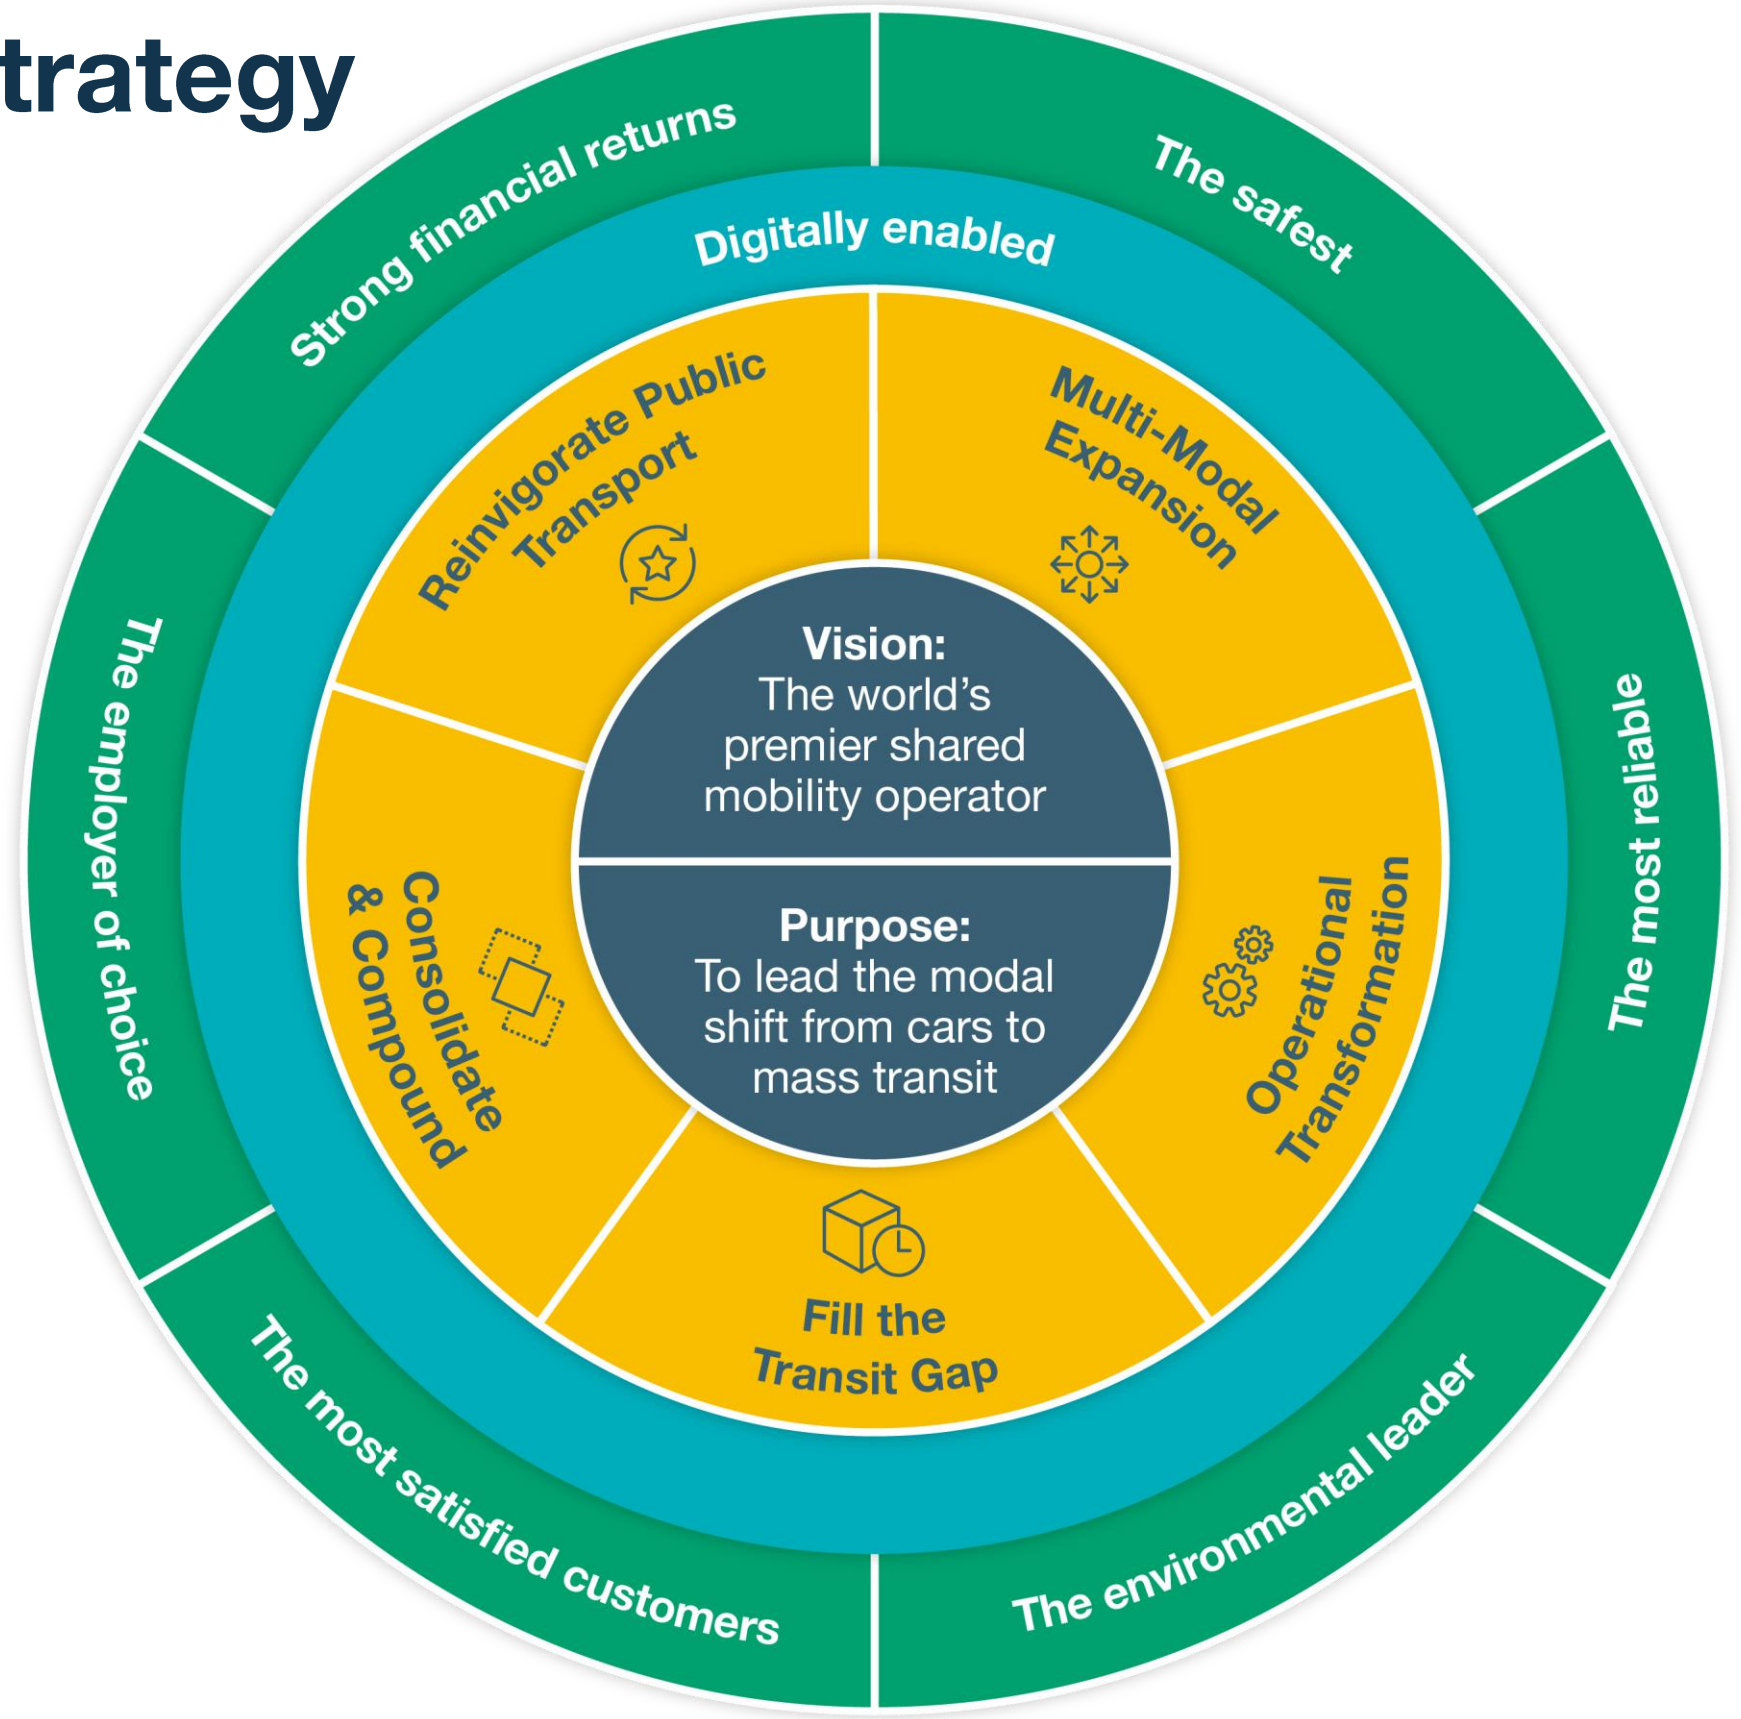 trategy
Strong financial returns
The safest
Digitally enabled
Reinvigorate Public
Transport
Multi-Modal
Expansion
Vision:
The world’s
premier shared
mobility operator
The employer of choice
The most reliable
Consolidate
& Compound
Purpose:
To lead the modal
shift from cars to
mass transit
Operational
Transformation
Fill the
Transit Gap
The most satisfied customers
The environmental leader